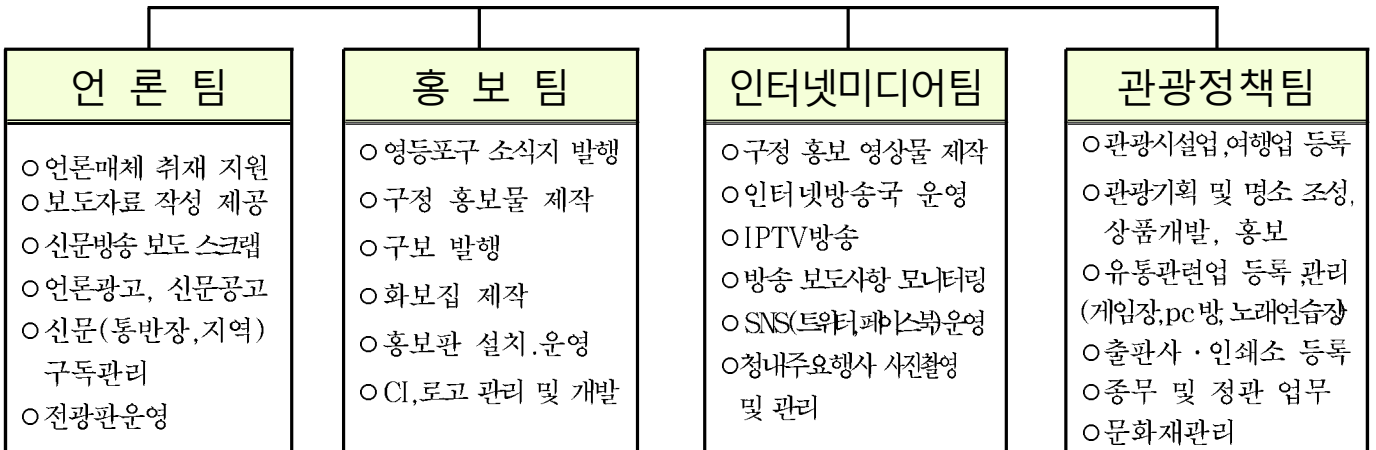 언 론 팀
○언론매체 취재 지원
○보도자료 작성 제공
○신문방송 보도 스크랩
○언론광고, 신문공고
○신문(통반장,지역)
구독관리
○전광판운영
홍 보 팀
○영등포구 소식지 발행
○구정 홍보물 제작
○구보 발행
○화보집 제작
○홍보판 설치.운영
○CI,로고 관리 및 개발
인터넷미디어팀
○구정 홍보 영상물 제작
○인터넷방송국 운영
○IPTV방송
○방송 보도사항 모니터링
○SNS(트위터,페이스북)운영
○청내주요행사 사진촬영
및 관리
관광정책팀
○관광시설업,여행업 등록
○관광기획 및 명소 조성,
상품개발, 홍보
○유통관련업 등록,관리
(게임장,pc방,노래연습장)
○출판사 · 인쇄소 등록
○종무 및 정관 업무
○문화재관리